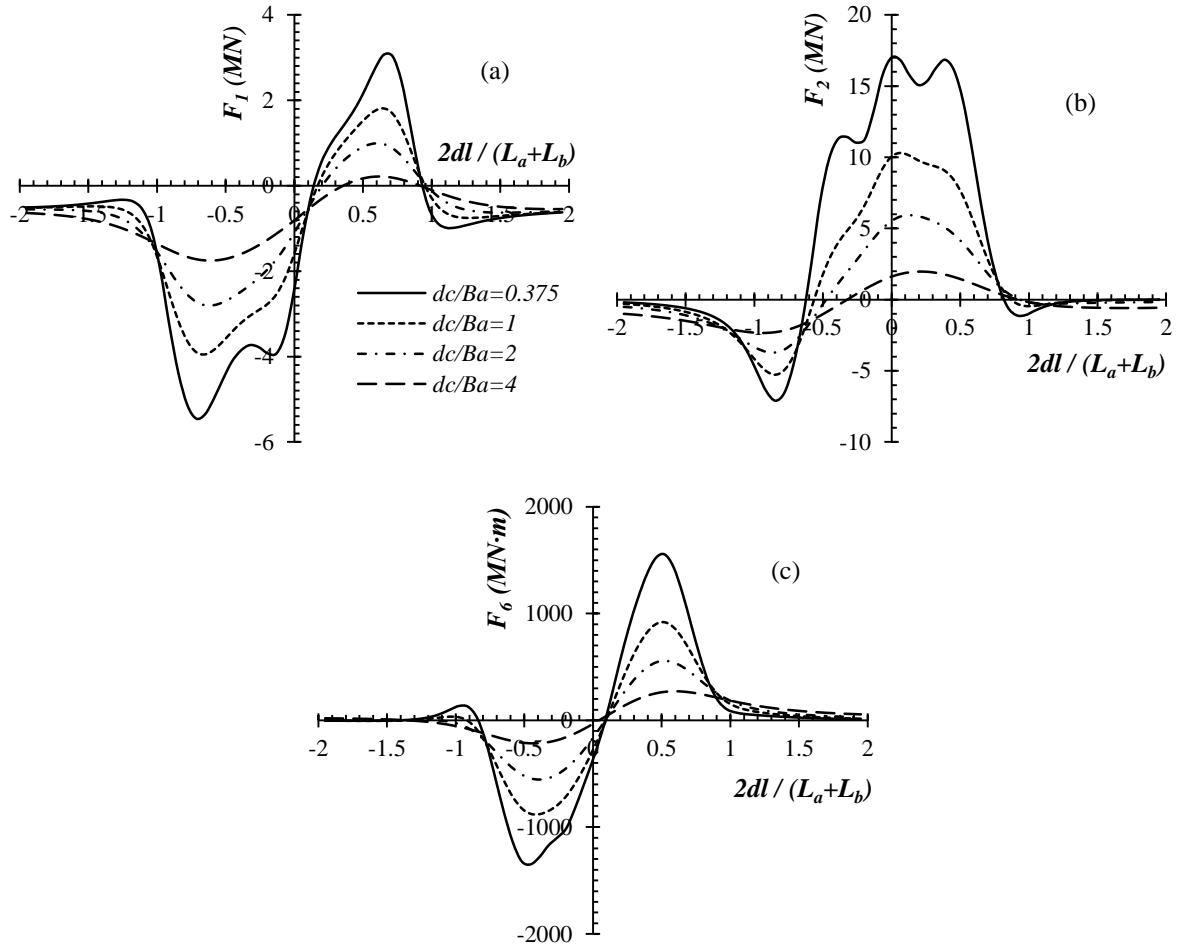 4
2
0
-2
-4
-6
F1 (MN)
(a)
2dl / (La+Lb)
-2 -1.5 -1 -0.5 0 0.5 1 1.5 2
dc/Ba=0.375
dc/Ba=1
dc/Ba=2
dc/Ba=4
20
15
10
5
0
-5
-10
F2 (MN)
(b)
-2 -1.5 -1 -0.5 0 0.5 1 1.5 2
2dl / (La+Lb)
2000
1000
0
-1000
-2000
F6 (MN·m)
(c)
-2 -1.5 -1 -0.5 0 0.5 1 1.5 2
2dl / (La+Lb)